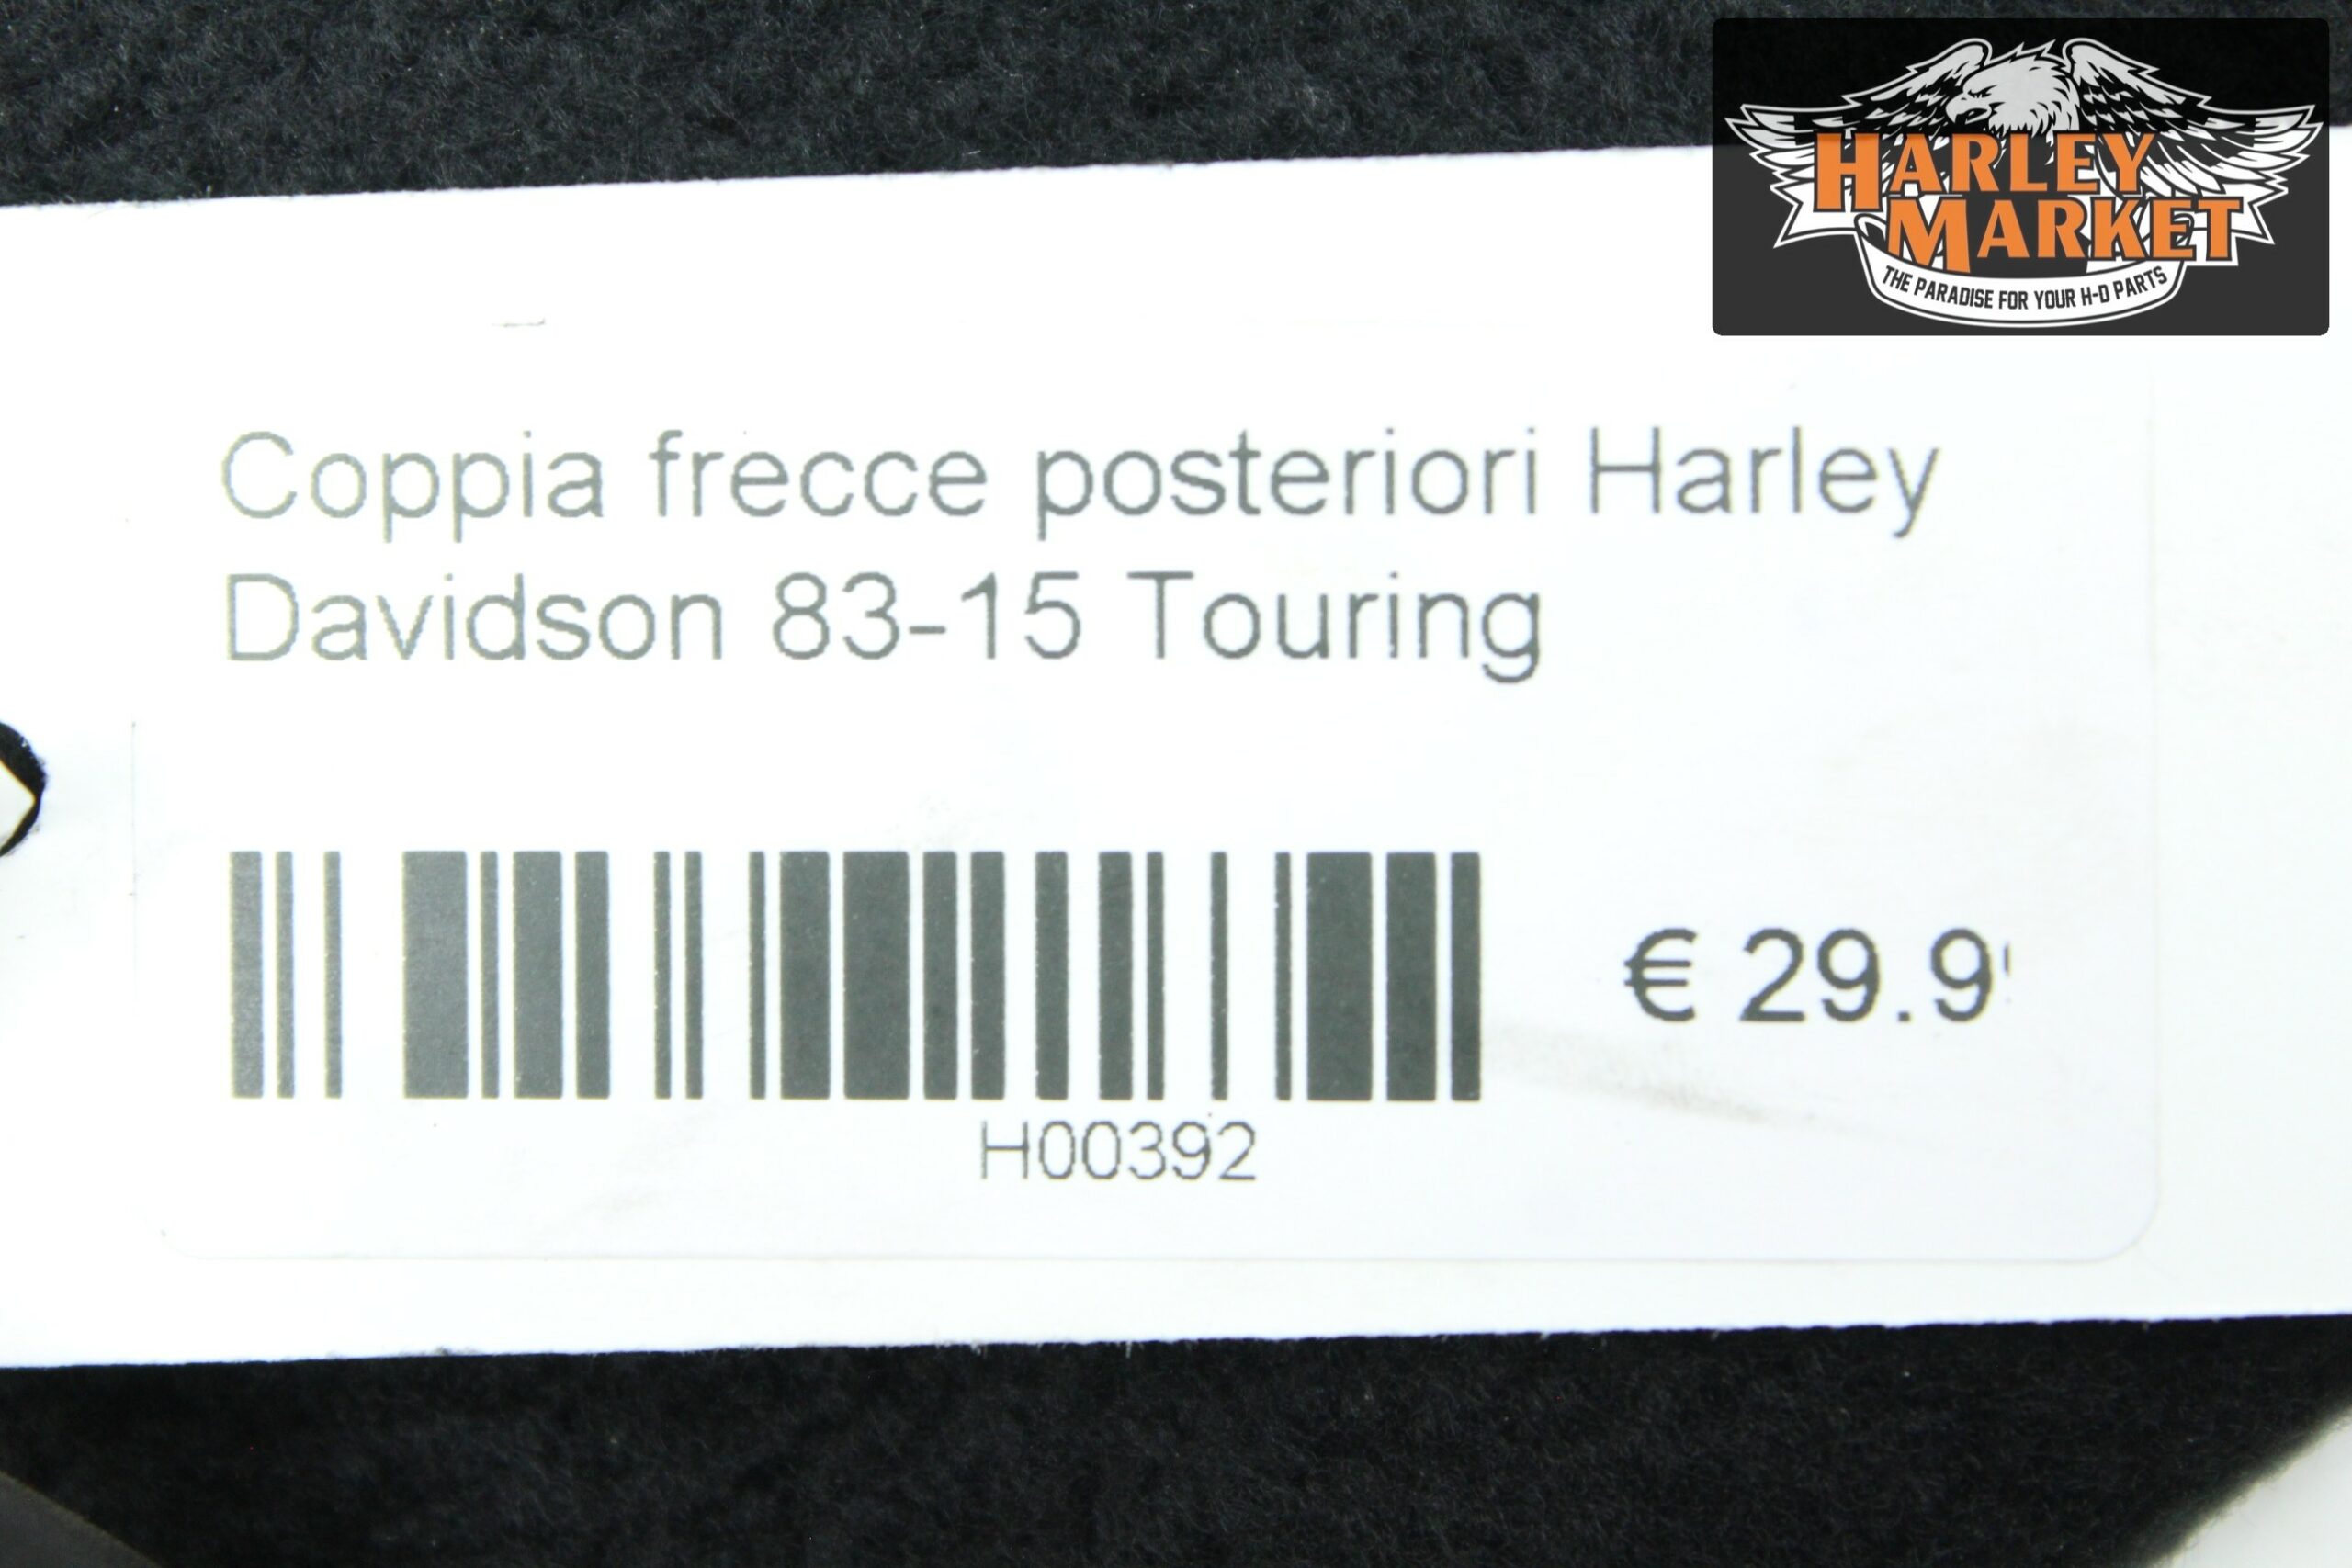 HARLEY
MARKET
THE PARADISE FOR YOUR H-D PARTS
Coppia frecce posteriori Harley
Davidson 83-15 Touring
€ 29.9
H00392